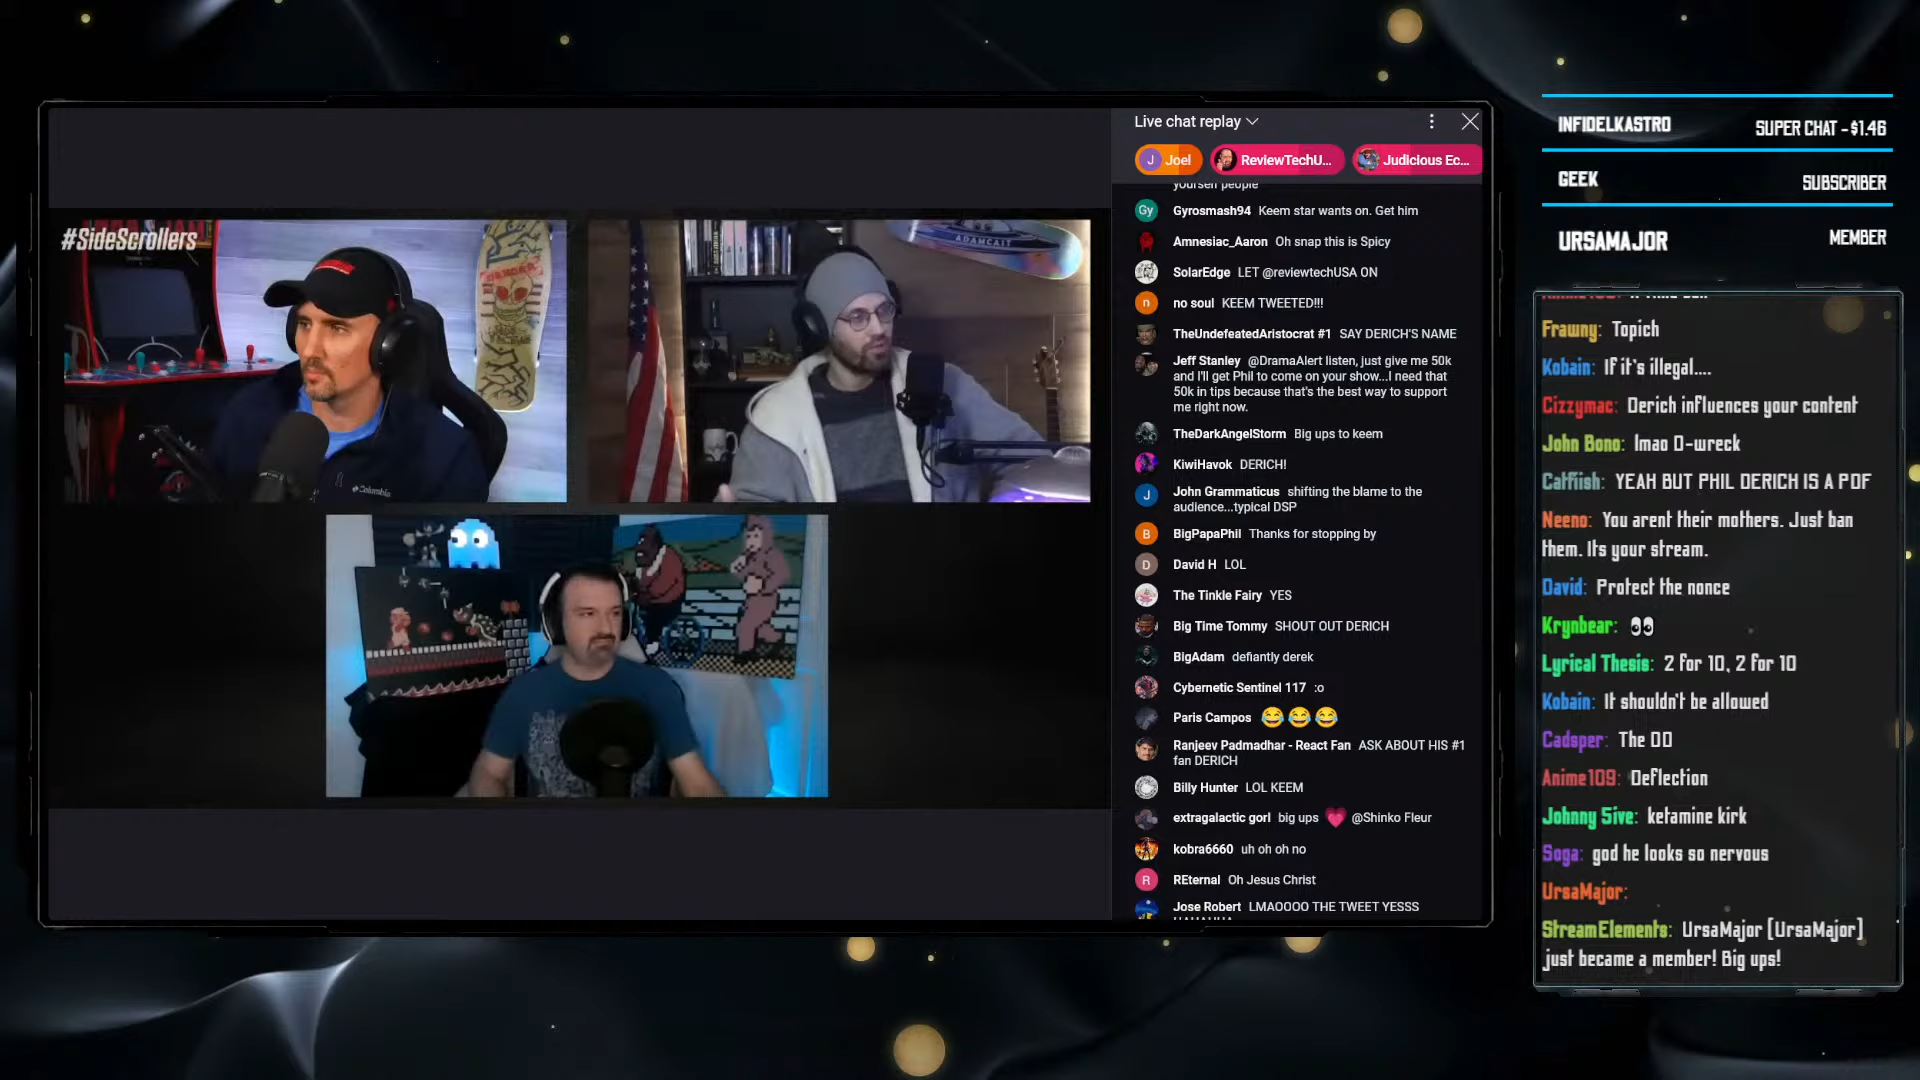 #SideScrollers
ADAMCAIT
Columbia
Live chat replay
J Joel
ReviewTechU...
Judicious Ec...
yourself people
Gy Gyrosmash94 Keem star wants on. Get him
Amnesiac_Aaron Oh snap this is Spicy
SolarEdge LET @reviewtechUSA ON
n no soul KEEM TWEETED!!!
TheUndefeatedAristocrat #1 SAY DERICH'S NAME
Jeff Stanley @DramaAlert listen, just give me 50k
and I'll get Phil to come on your show...I need that
50k in tips because that's the best way to support
me right now.
TheDarkAngelStorm Big ups to keem
KiwiHavok DERICH!
J John Grammaticus shifting the blame to the
audience...typical DSP
B BigPapaPhil Thanks for stopping by
D David H LOL
The Tinkle Fairy YES
Big Time Tommy SHOUT OUT DERICH
BigAdam defiantly derek
Cybernetic Sentinel 117 :o
Paris Campos 😂😂😂
Ranjeev Padmadhar - React Fan ASK ABOUT HIS #1
fan DERICH
Billy Hunter LOL KEEM
extragalactic gorl big ups 💗 @Shinko Fleur
kobra6660 uh oh oh no
R REternal Oh Jesus Christ
Jose Robert LMAOOOO THE TWEET YESSS
INFIDELKASTRO SUPER CHAT - $1.46
GEEK SUBSCRIBER
URSAMAJOR MEMBER
Frawny: Topich
Kobain: If it's illegal....
Cizzymac: Derich influences your content
John Bono: lmao D-wreck
Catfiish: YEAH BUT PHIL DERICH IS A PDF
Neeno: You arent their mothers. Just ban
them. Its your stream.
David: Protect the nonce
Krynbear: 👀
Lyrical Thesis: 2 for 10, 2 for 10
Kobain: It shouldn't be allowed
Cadsper: The DD
Anime109: Deflection
Johnny 5ive: ketamine kirk
Soga: god he looks so nervous
UrsaMajor:
StreamElements: UrsaMajor [UrsaMajor]
just became a member! Big ups!